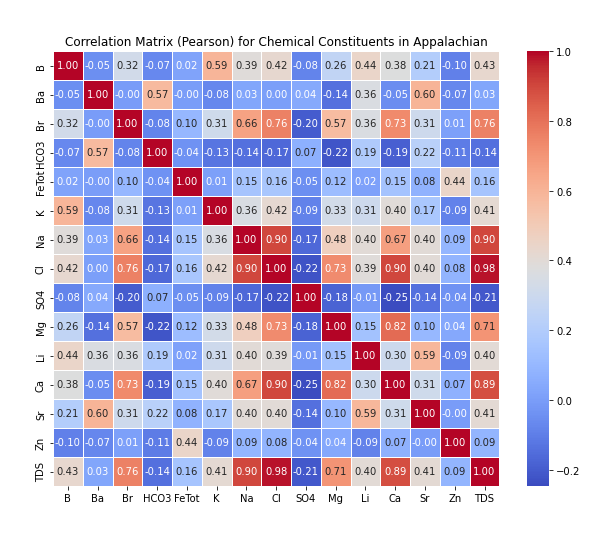 Correlation Matrix (Pearson) for Chemical Constituents in Appalachian
B 1.00 -0.05 0.32 -0.07 0.02 0.59 0.39 0.42 -0.08 0.26 0.44 0.38 0.21 -0.10 0.43
Ba -0.05 1.00 -0.00 0.57 -0.00 -0.08 0.03 0.00 0.04 -0.14 0.36 -0.05 0.60 -0.07 0.03
Br 0.32 -0.00 1.00 -0.08 0.10 0.31 0.66 0.76 -0.20 0.57 0.36 0.73 0.31 0.01 0.76
HCO3 -0.07 0.57 -0.08 1.00 -0.04 -0.13 -0.14 -0.17 0.07 -0.22 0.19 -0.19 0.22 -0.11 -0.14
FeTot 0.02 -0.00 0.10 -0.04 1.00 0.01 0.15 0.16 -0.05 0.12 0.02 0.15 0.08 0.44 0.16
K 0.59 -0.08 0.31 -0.13 0.01 1.00 0.36 0.42 -0.09 0.33 0.31 0.40 0.17 -0.09 0.41
Na 0.39 0.03 0.66 -0.14 0.15 0.36 1.00 0.90 -0.17 0.48 0.40 0.67 0.40 0.09 0.90
Cl 0.42 0.00 0.76 -0.17 0.16 0.42 0.90 1.00 -0.22 0.73 0.39 0.90 0.40 0.08 0.98
SO4 -0.08 0.04 -0.20 0.07 -0.05 -0.09 -0.17 -0.22 1.00 -0.18 -0.01 -0.25 -0.14 -0.04 -0.21
Mg 0.26 -0.14 0.57 -0.22 0.12 0.33 0.48 0.73 -0.18 1.00 0.15 0.82 0.10 0.04 0.71
Li 0.44 0.36 0.36 0.19 0.02 0.31 0.40 0.39 -0.01 0.15 1.00 0.30 0.59 -0.09 0.40
Ca 0.38 -0.05 0.73 -0.19 0.15 0.40 0.67 0.90 -0.25 0.82 0.30 1.00 0.31 0.07 0.89
Sr 0.21 0.60 0.31 0.22 0.08 0.17 0.40 0.40 -0.14 0.10 0.59 0.31 1.00 -0.00 0.41
Zn -0.10 -0.07 0.01 -0.11 0.44 -0.09 0.09 0.08 -0.04 0.04 -0.09 0.07 -0.00 1.00 0.09
TDS 0.43 0.03 0.76 -0.14 0.16 0.41 0.90 0.98 -0.21 0.71 0.40 0.89 0.41 0.09 1.00
B Ba Br HCO3 FeTot K Na Cl SO4 Mg Li Ca Sr Zn TDS
1.0
0.8
0.6
0.4
0.2
0.0
−0.2